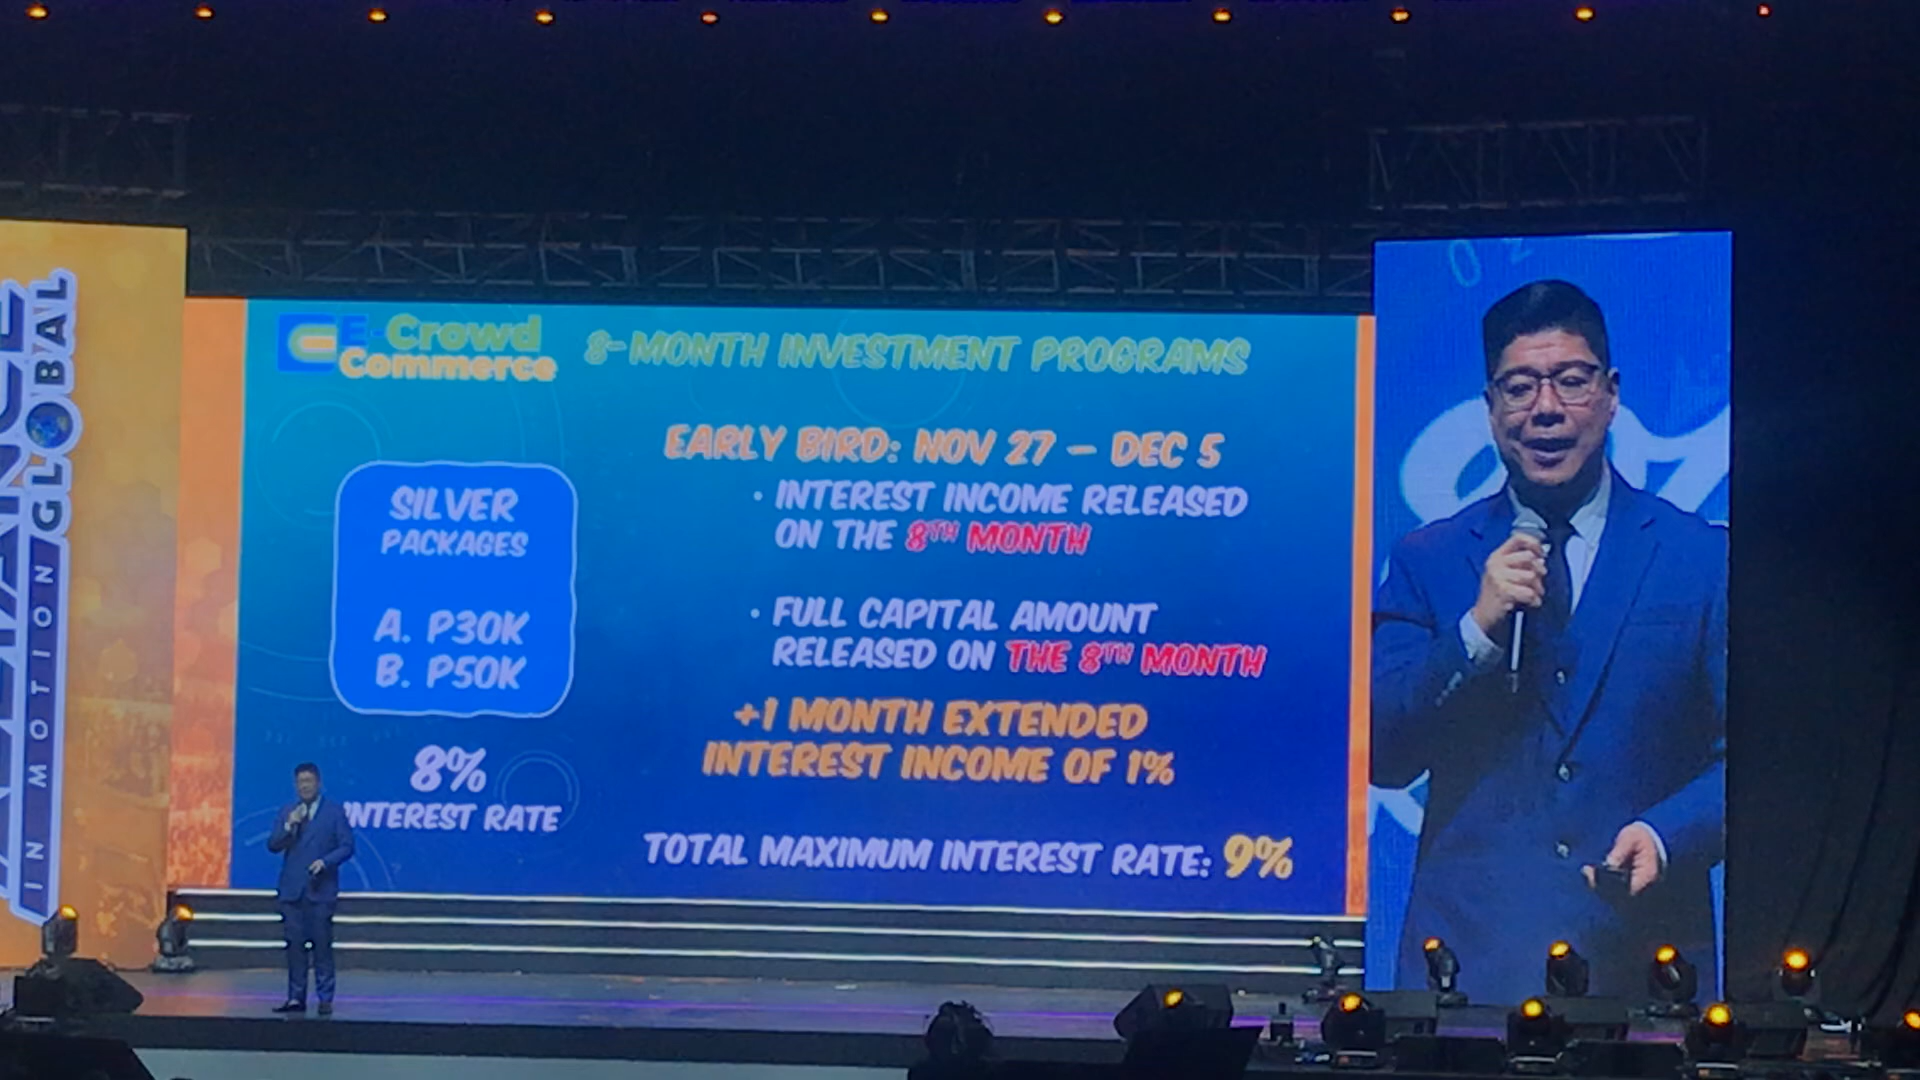 ALLIANCE
IN MOTION GLOBAL
E-Crowd
Commerce
8-MONTH INVESTMENT PROGRAMS
EARLY BIRD: NOV 27 – DEC 5
• INTEREST INCOME RELEASED
ON THE 8TH MONTH
• FULL CAPITAL AMOUNT
RELEASED ON THE 8TH MONTH
+1 MONTH EXTENDED
INTEREST INCOME OF 1%
TOTAL MAXIMUM INTEREST RATE: 9%
SILVER
PACKAGES
A. P30K
B. P50K
8%
INTEREST RATE